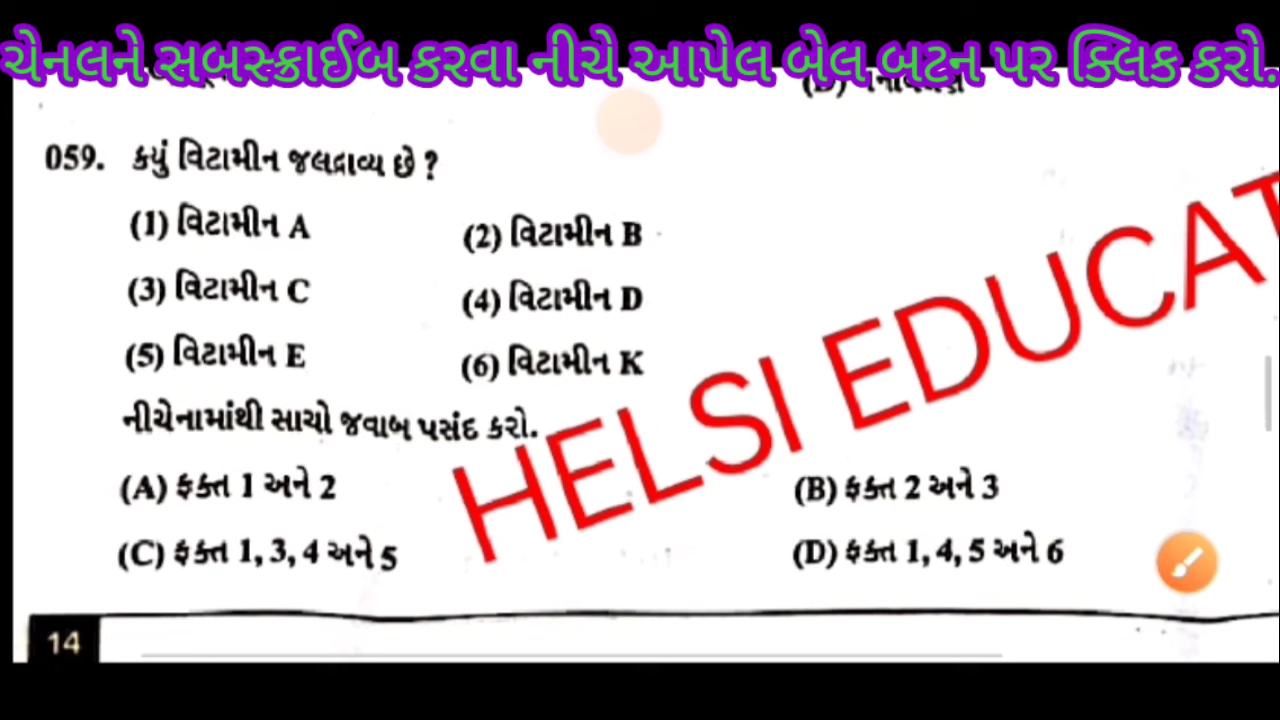 ચેનલને સબસ્ક્રાઈબ કરવા નીચે આપેલ બેલ બટન પર ક્લિક કરો.
059. કયું વિટામીન જલદ્રાવ્ય છે ?
(1) વિટામીન A (2) વિટામીન B
(3) વિટામીન C (4) વિટામીન D
(5) વિટામીન E (6) વિટામીન K
નીચેનામાંથી સાચો જવાબ પસંદ કરો.
HELSI EDUCAT
(A) ફક્ત 1 અને 2 (B) ફક્ત 2 અને 3
(C) ફક્ત 1, 3, 4 અને 5 (D) ફક્ત 1, 4, 5 અને 6
14